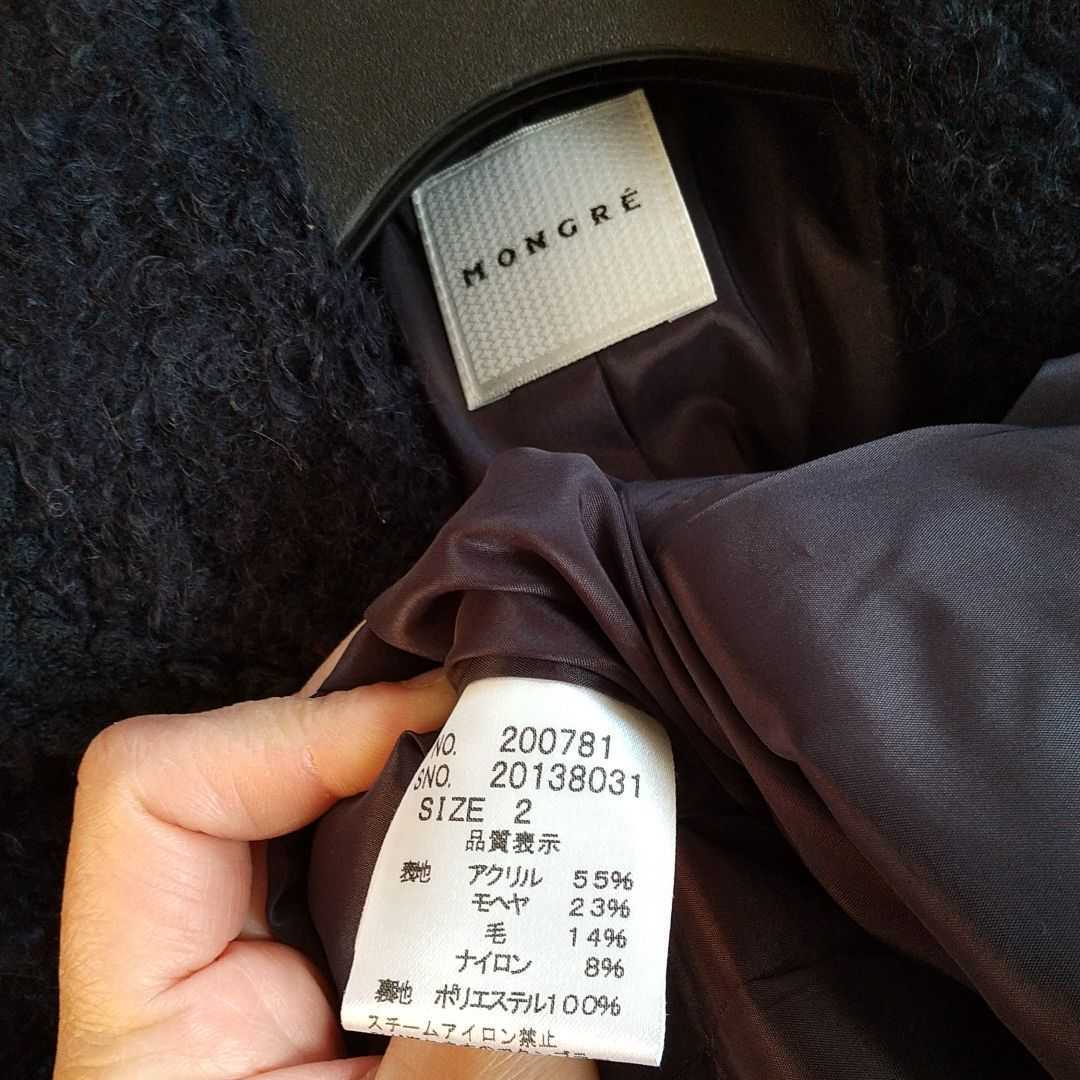 MONGRÉ
NO. 200781
SNO. 20138031
SIZE 2
品質表示
表地 アクリル 55%
モヘヤ 23%
毛 14%
ナイロン 8%
裏地 ポリエステル100%
スチームアイロン禁止